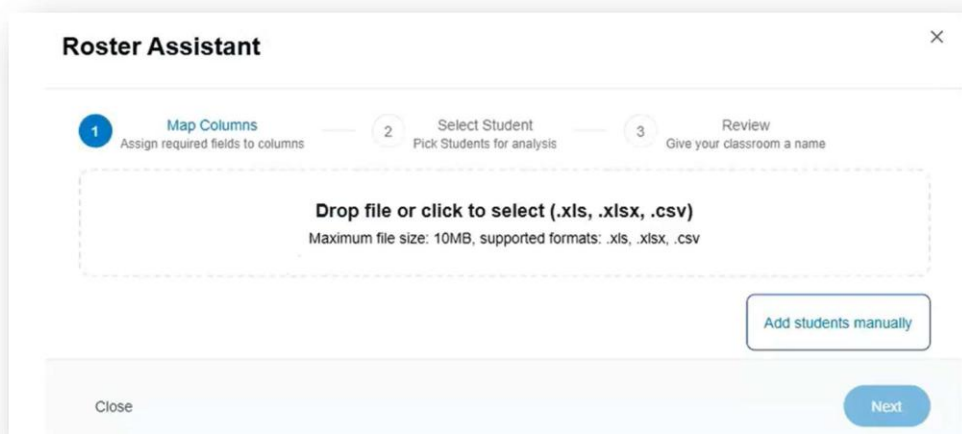 Roster Assistant
×
1 Map Columns
Assign required fields to columns
2 Select Student
Pick Students for analysis
3 Review
Give your classroom a name
Drop file or click to select (.xls, .xlsx, .csv)
Maximum file size: 10MB, supported formats: .xls, .xlsx, .csv
Add students manually
Close
Next